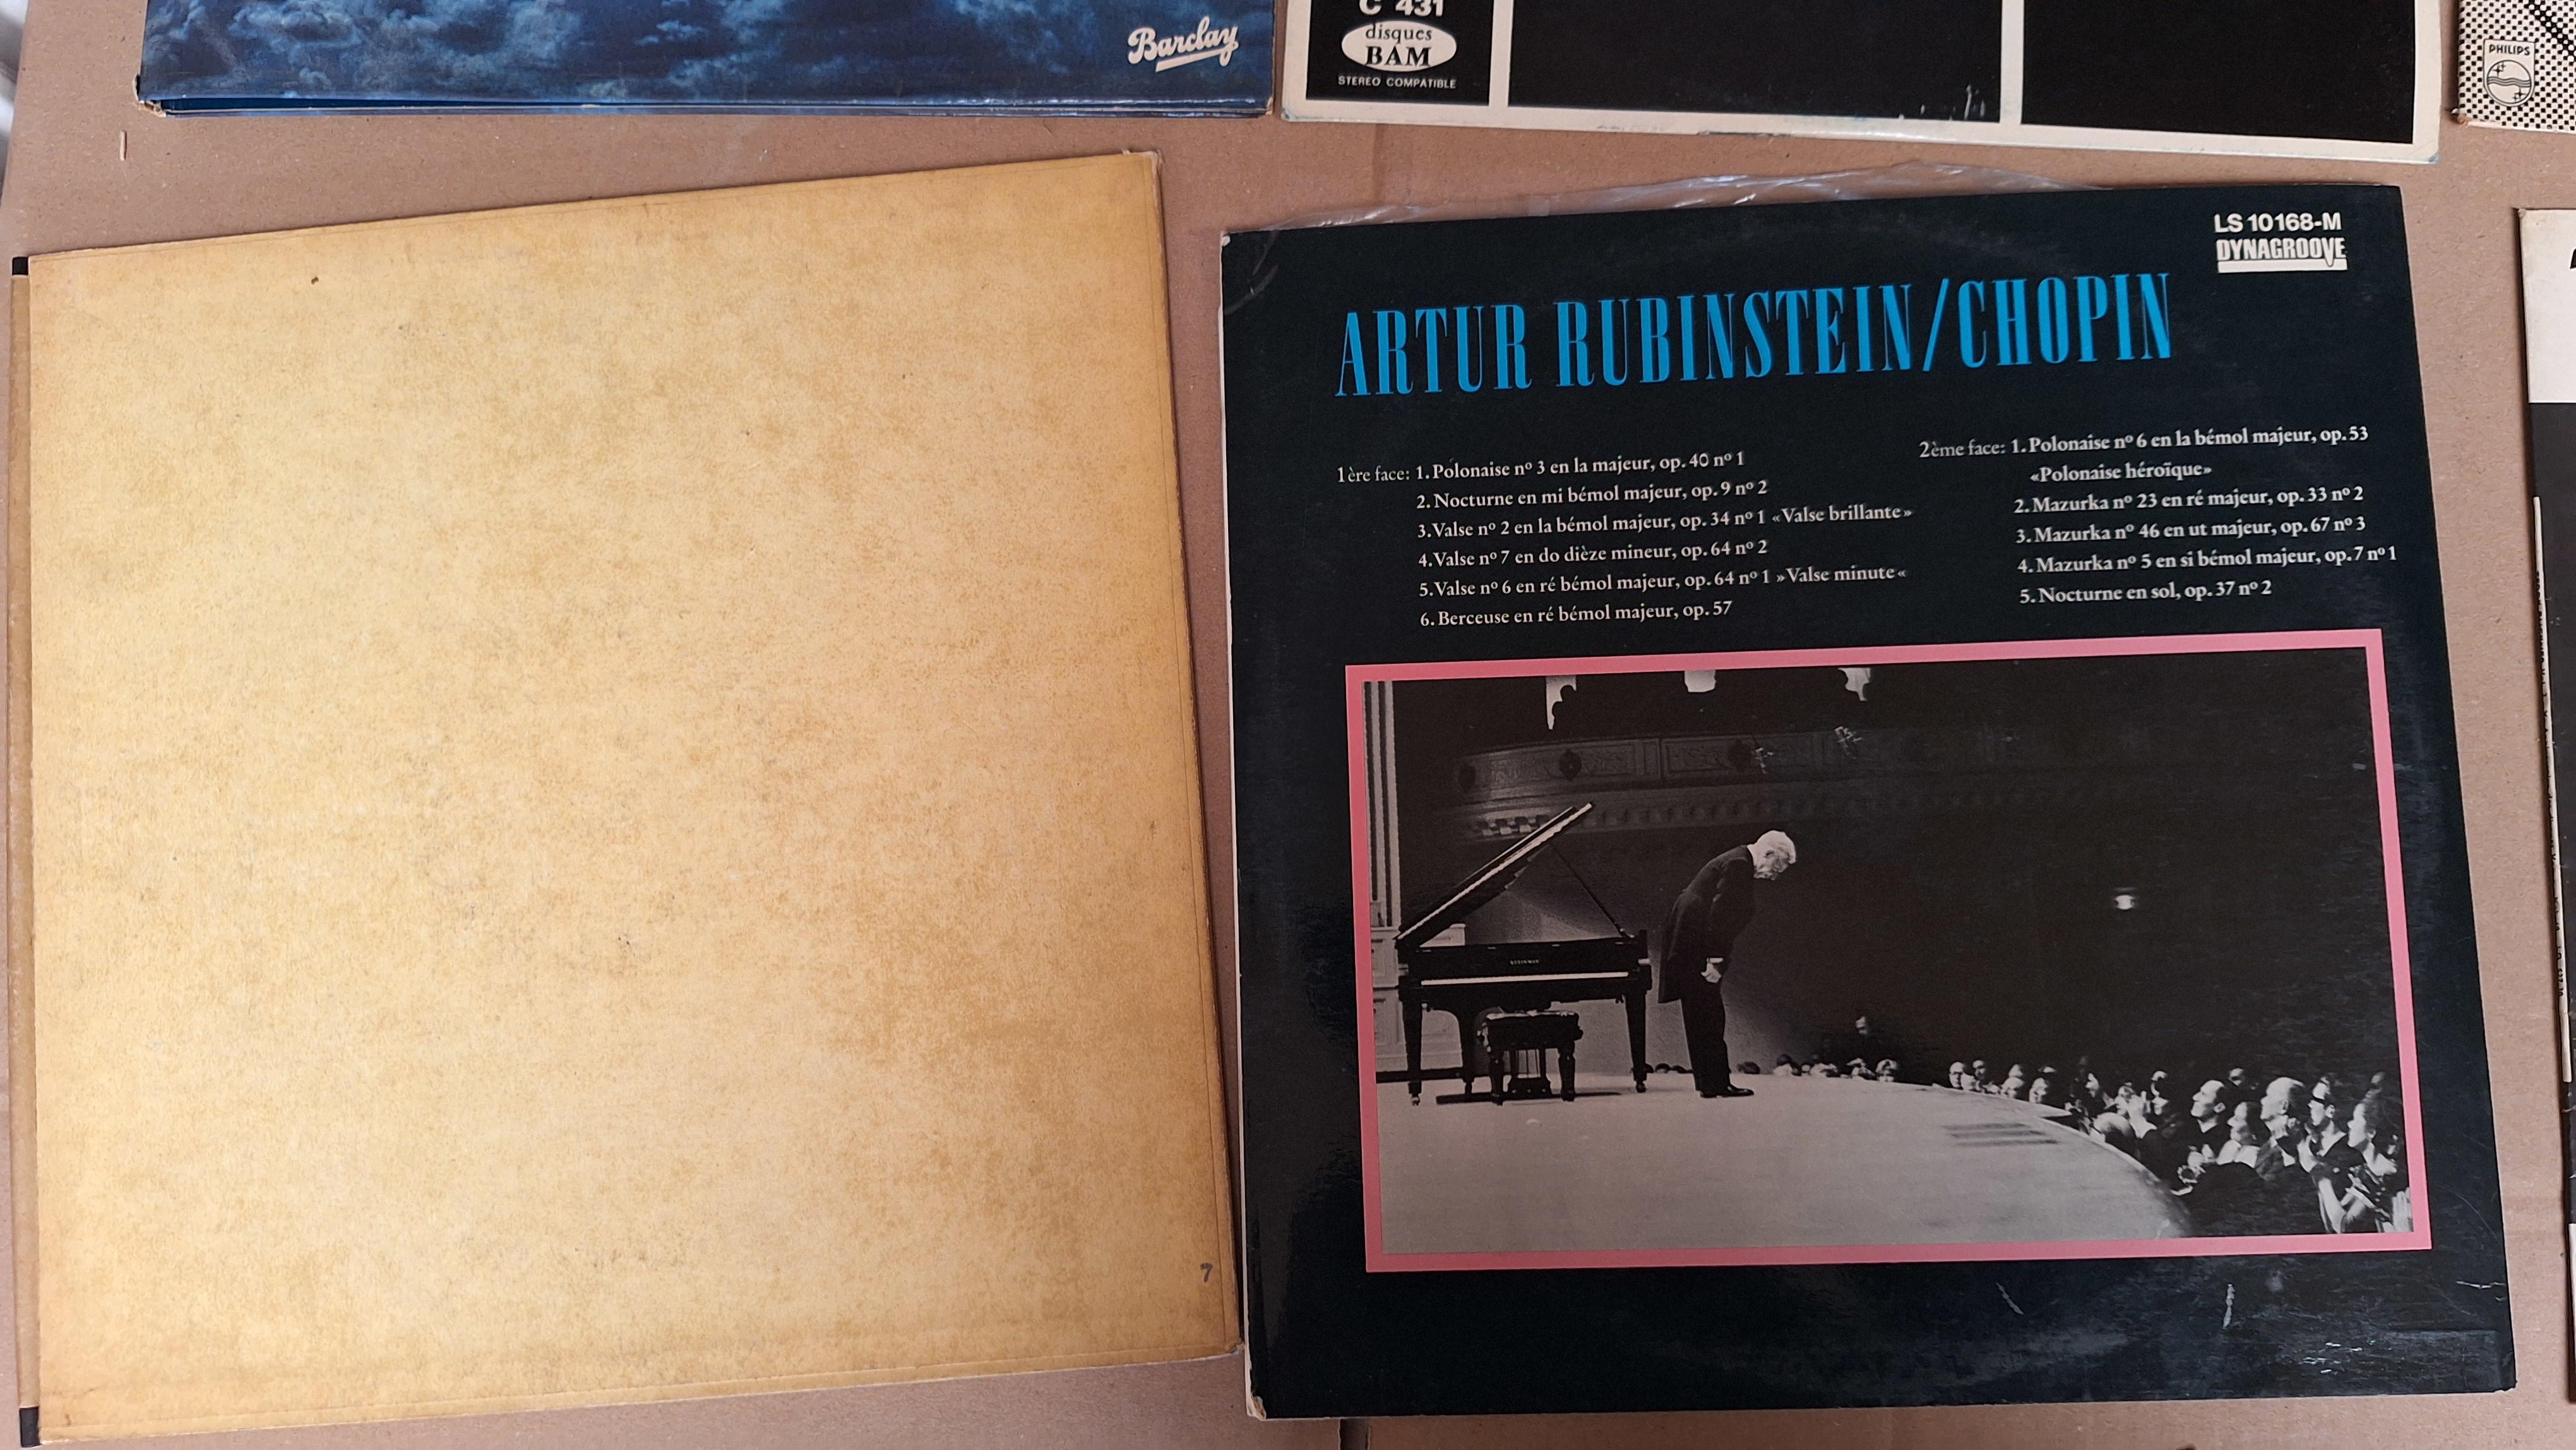 Barclay
C 431
disques
BAM
STEREO COMPATIBLE
PHILIPS
LS 10168-M
DYNAGROOVE
ARTUR RUBINSTEIN/CHOPIN
1ère face: 1. Polonaise nº 3 en la majeur, op. 40 nº 1
2. Nocturne en mi bémol majeur, op. 9 nº 2
3. Valse nº 2 en la bémol majeur, op. 34 nº 1 «Valse brillante»
4. Valse nº 7 en do dièze mineur, op. 64 nº 2
5. Valse nº 6 en ré bémol majeur, op. 64 nº 1 »Valse minute«
6. Berceuse en ré bémol majeur, op. 57
2ème face: 1. Polonaise nº 6 en la bémol majeur, op. 53
«Polonaise héroïque»
2. Mazurka nº 23 en ré majeur, op. 33 nº 2
3. Mazurka nº 46 en ut majeur, op. 67 nº 3
4. Mazurka nº 5 en si bémol majeur, op. 7 nº 1
5. Nocturne en sol, op. 37 nº 2
STEINWAY
7